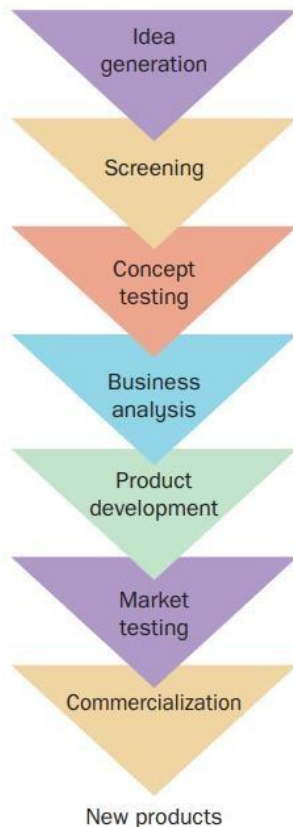 Idea
generation
Screening
Concept
testing
Business
analysis
Product
development
Market
testing
Commercialization
New products